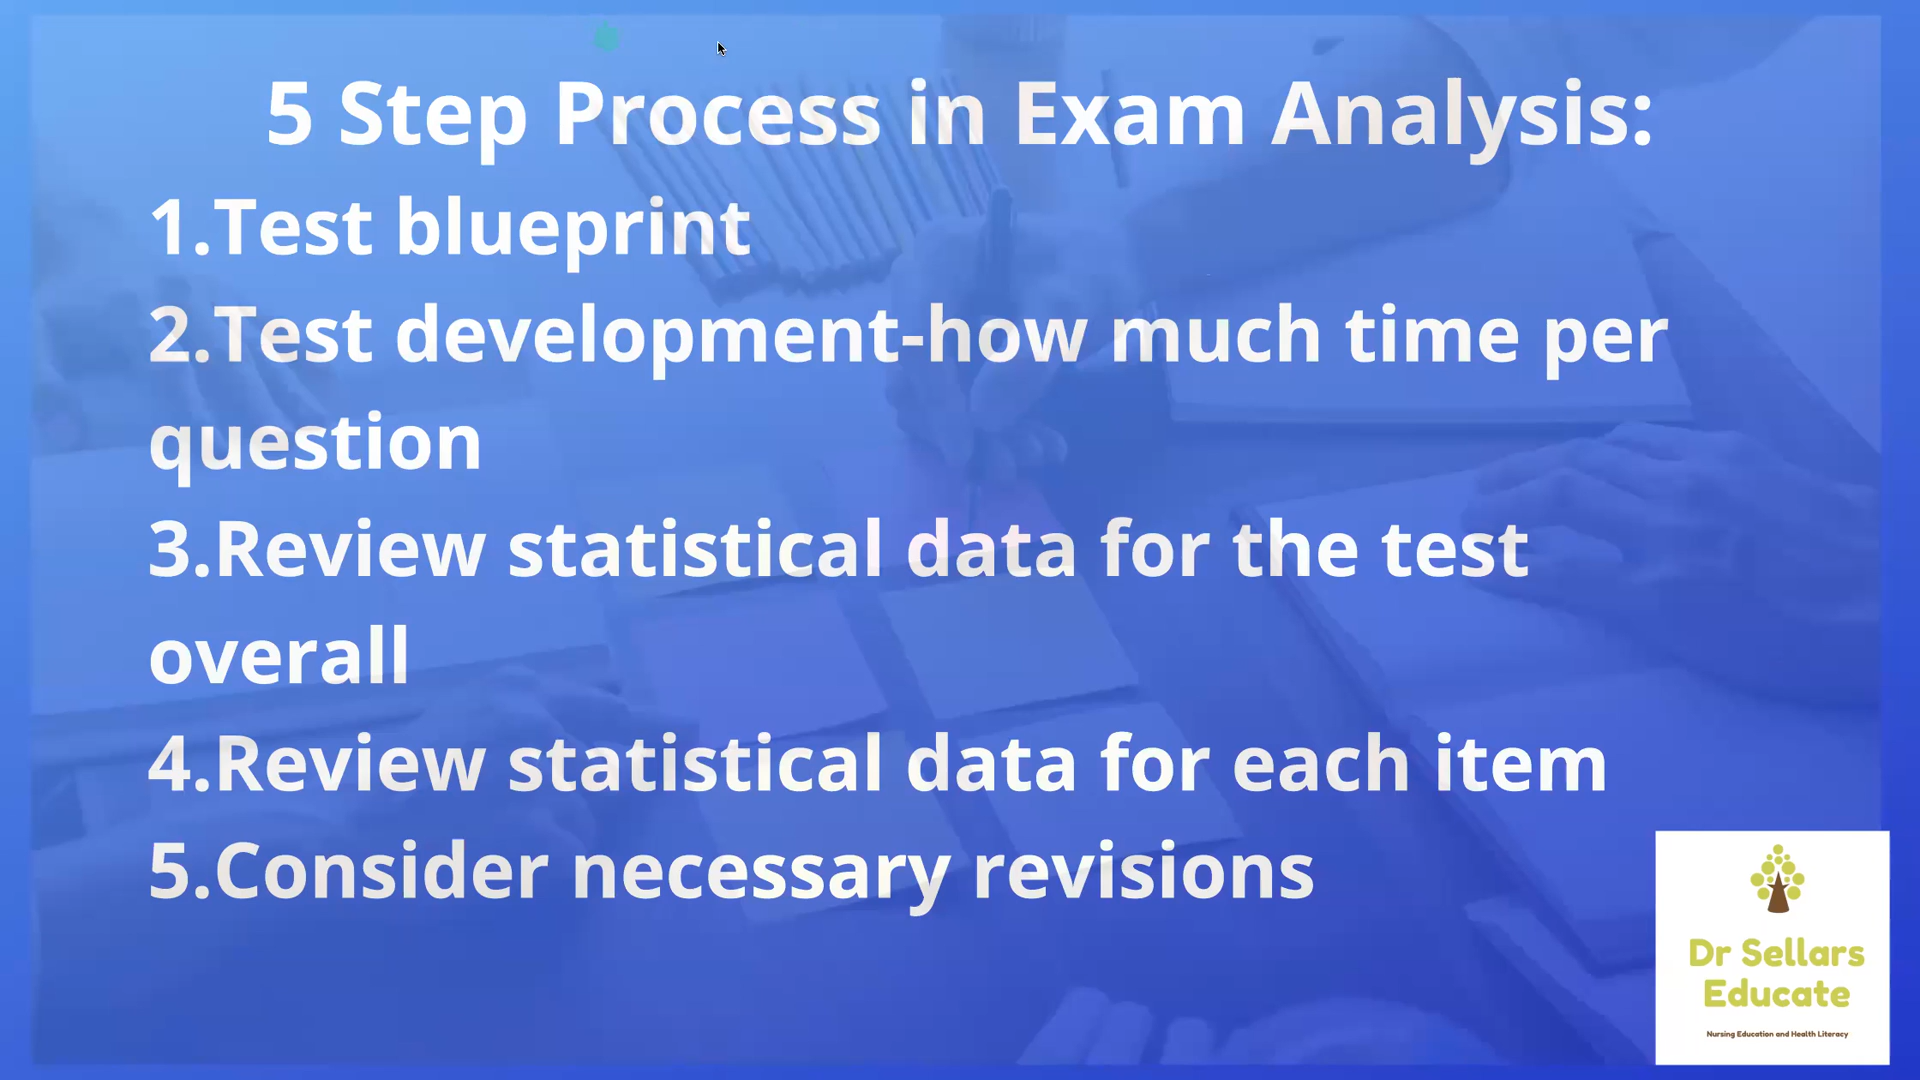 5 Step Process in Exam Analysis:
1.Test blueprint
2.Test development-how much time per
question
3.Review statistical data for the test
overall
4.Review statistical data for each item
5.Consider necessary revisions
Dr Sellars
Educate
Nursing Education and Health Literacy